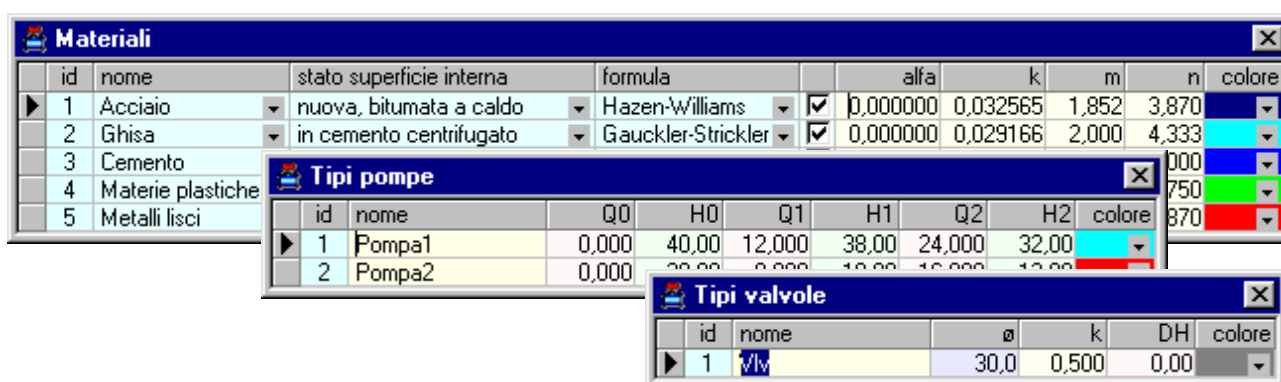 Materiali
id nome stato superficie interna formula alfa k m n colore
1 Acciaio nuova, bitumata a caldo Hazen-Williams 0,000000 0,032565 1,852 3,870
2 Ghisa in cemento centrifugato Gauckler-Strickler 0,000000 0,029166 2,000 4,333
3 Cemento 000
4 Materie plastiche 750
5 Metalli lisci 870
Tipi pompe
id nome Q0 H0 Q1 H1 Q2 H2 colore
1 Pompa1 0,000 40,00 12,000 38,00 24,000 32,00
2 Pompa2 0,000
Tipi valvole
id nome ø k DH colore
1 Vlv 30,0 0,500 0,00